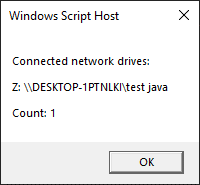 Windows Script Host
Connected network drives:
Z: \\DESKTOP-1PTNLKI\test java
Count: 1
OK